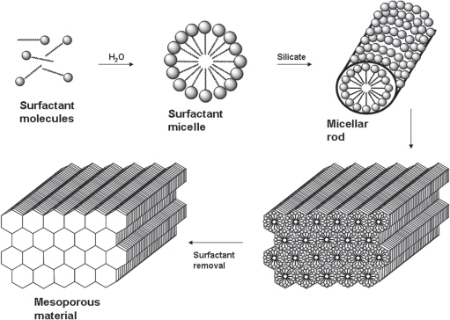 H₂O
Silicate
Surfactant
molecules
Surfactant
micelle
Micellar
rod
Surfactant
removal
Mesoporous
material